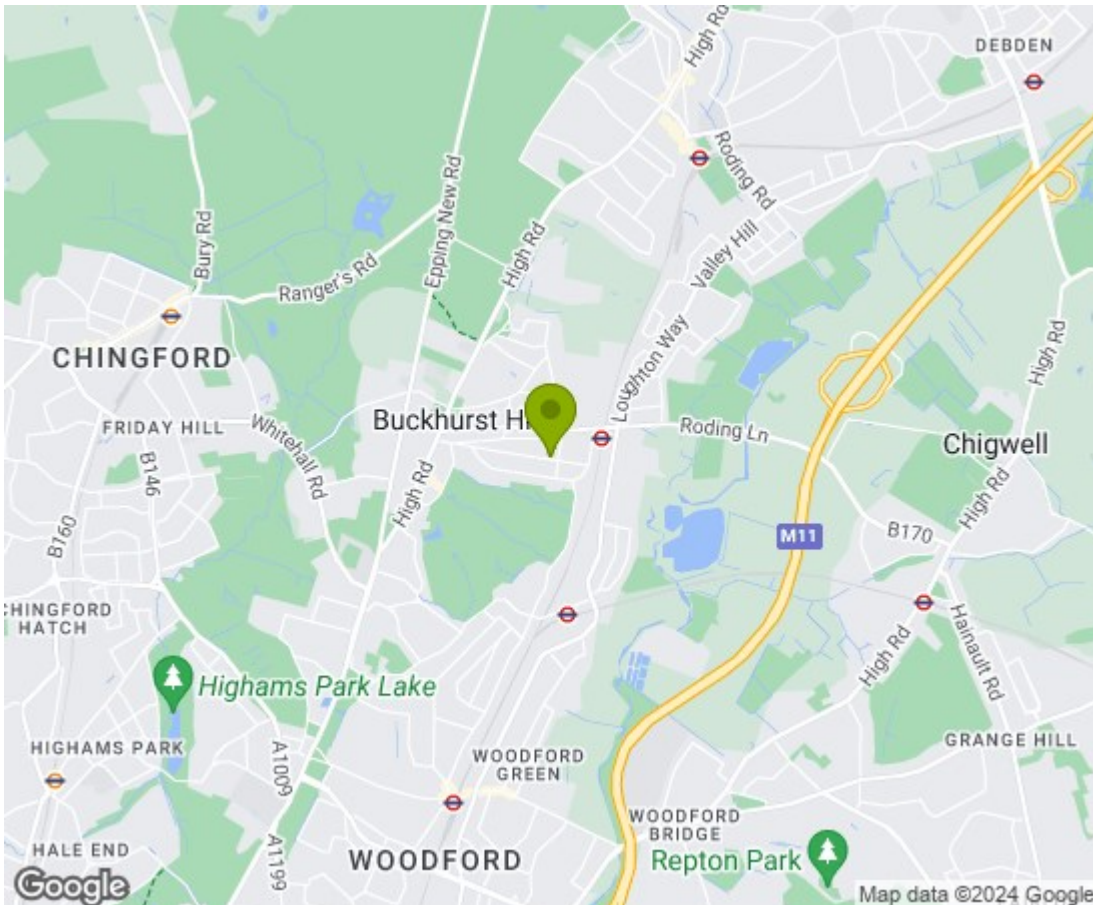 High Rd
DEBDEN
Roding Rd
Bury Rd
Epping New Rd
High Rd
Valley Hill
Ranger's Rd
High Rd
CHINGFORD
Loughton Way
Buckhurst H
FRIDAY HILL
Whitehall Rd
Roding Ln
Chigwell
B146
High Rd
High Rd
B160
M11
B170
CHINGFORD
HATCH
Hainault Rd
High Rd
Highams Park Lake
HIGHAMS PARK
A1009
WOODFORD
GREEN
GRANGE HILL
WOODFORD
BRIDGE
HALE END
A1199
WOODFORD
Repton Park
Google
Map data ©2024 Google